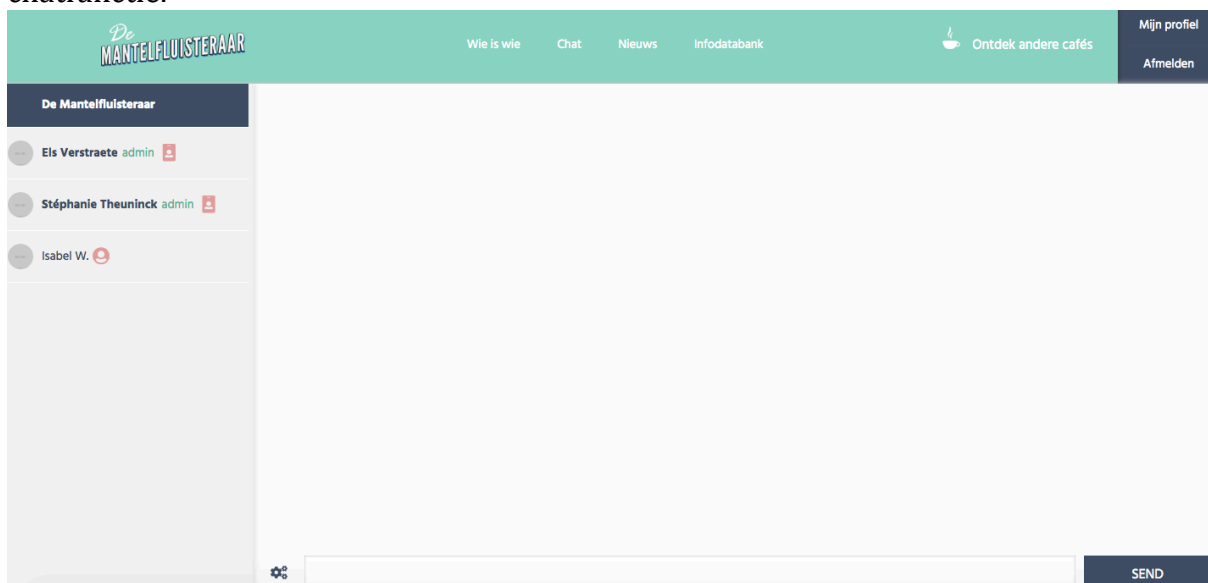 De
MANTELFLUISTERAAR
Wie is wie
Chat
Nieuws
Infodatabank
Ontdek andere cafés
Mijn profiel
Afmelden
De Mantelfluisteraar
Els Verstraete admin
Stéphanie Theuninck admin
Isabel W.
SEND